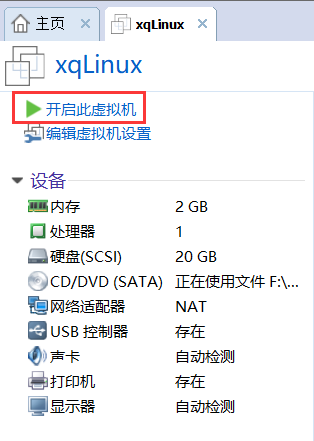 主页 × xqLinux ×
xqLinux
开启此虚拟机
编辑虚拟机设置
设备
内存 2 GB
处理器 1
硬盘(SCSI) 20 GB
CD/DVD (SATA) 正在使用文件 F:\...
网络适配器 NAT
USB 控制器 存在
声卡 自动检测
打印机 存在
显示器 自动检测